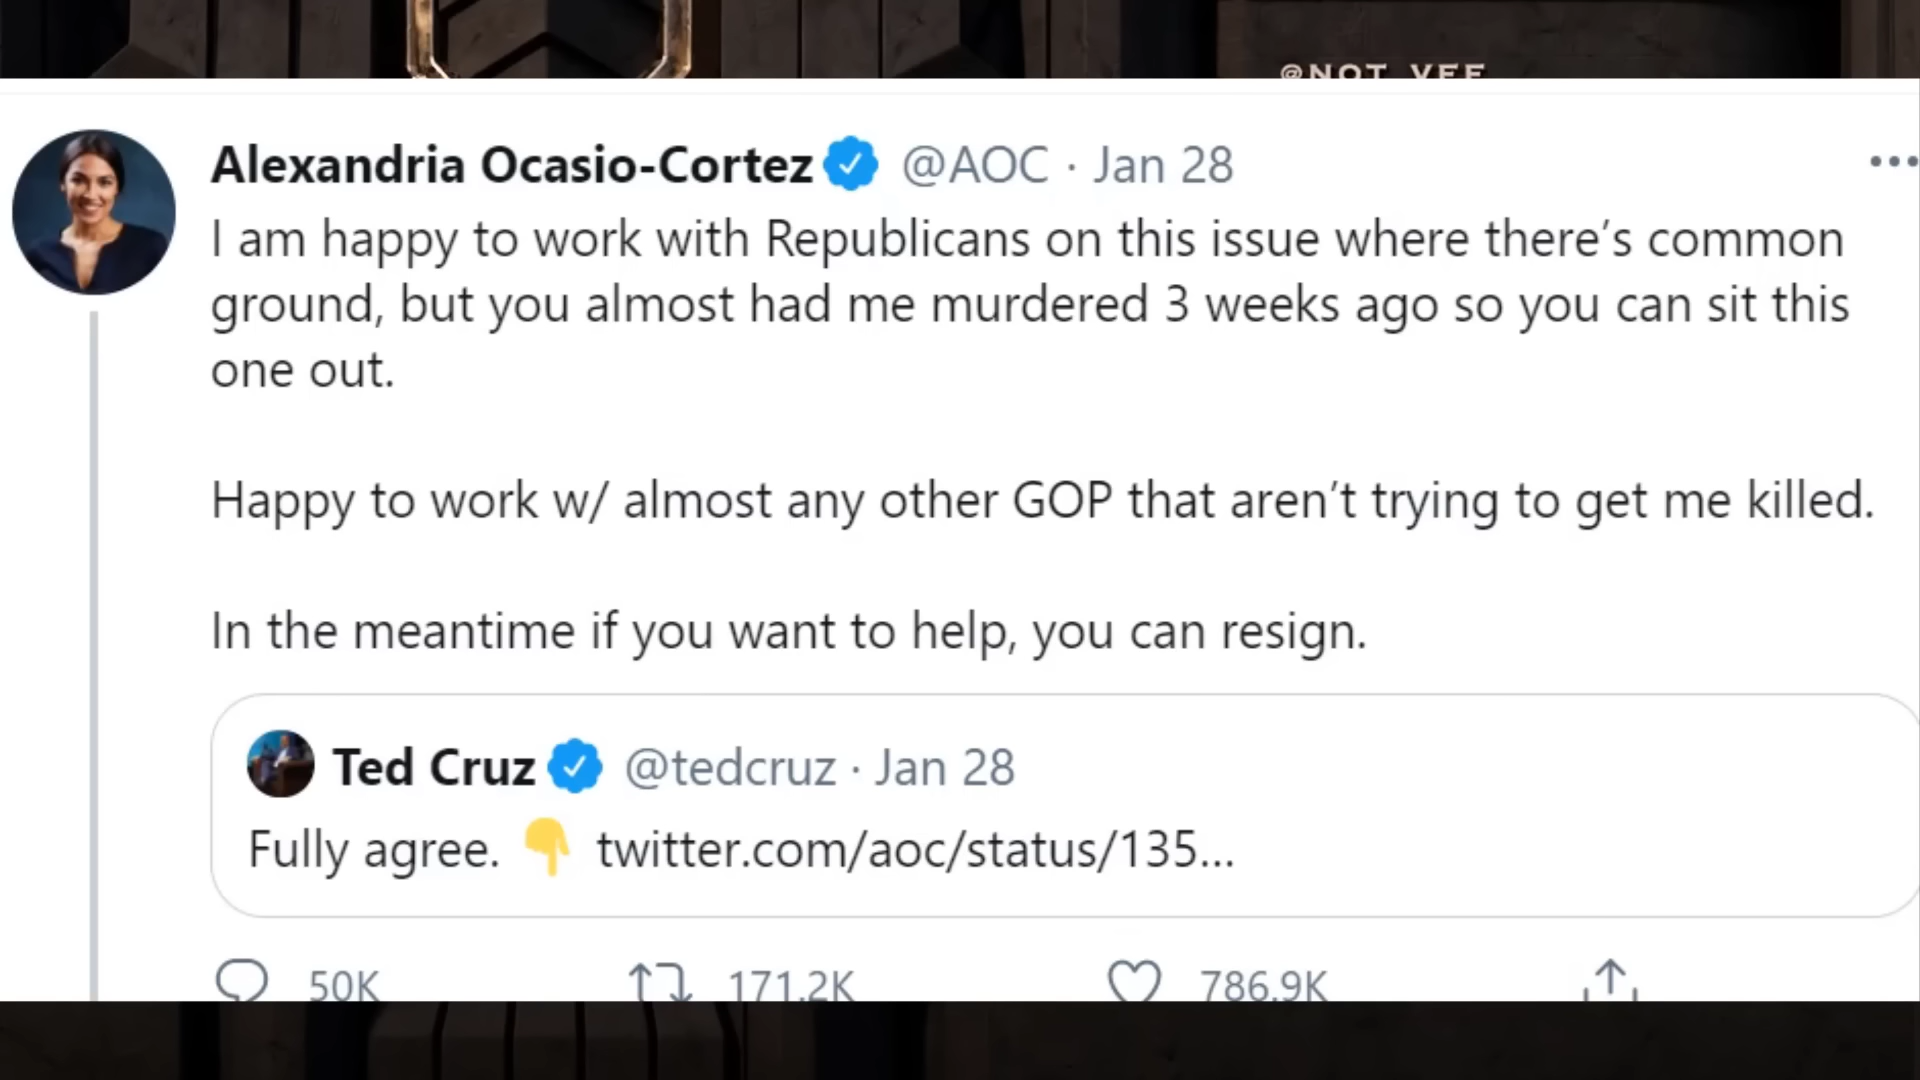 @NOT_VEE
Alexandria Ocasio-Cortez @AOC · Jan 28
I am happy to work with Republicans on this issue where there’s common
ground, but you almost had me murdered 3 weeks ago so you can sit this
one out.
Happy to work w/ almost any other GOP that aren’t trying to get me killed.
In the meantime if you want to help, you can resign.
Ted Cruz @tedcruz · Jan 28
Fully agree. 👇 twitter.com/aoc/status/135...
50K 171.2K 786.9K